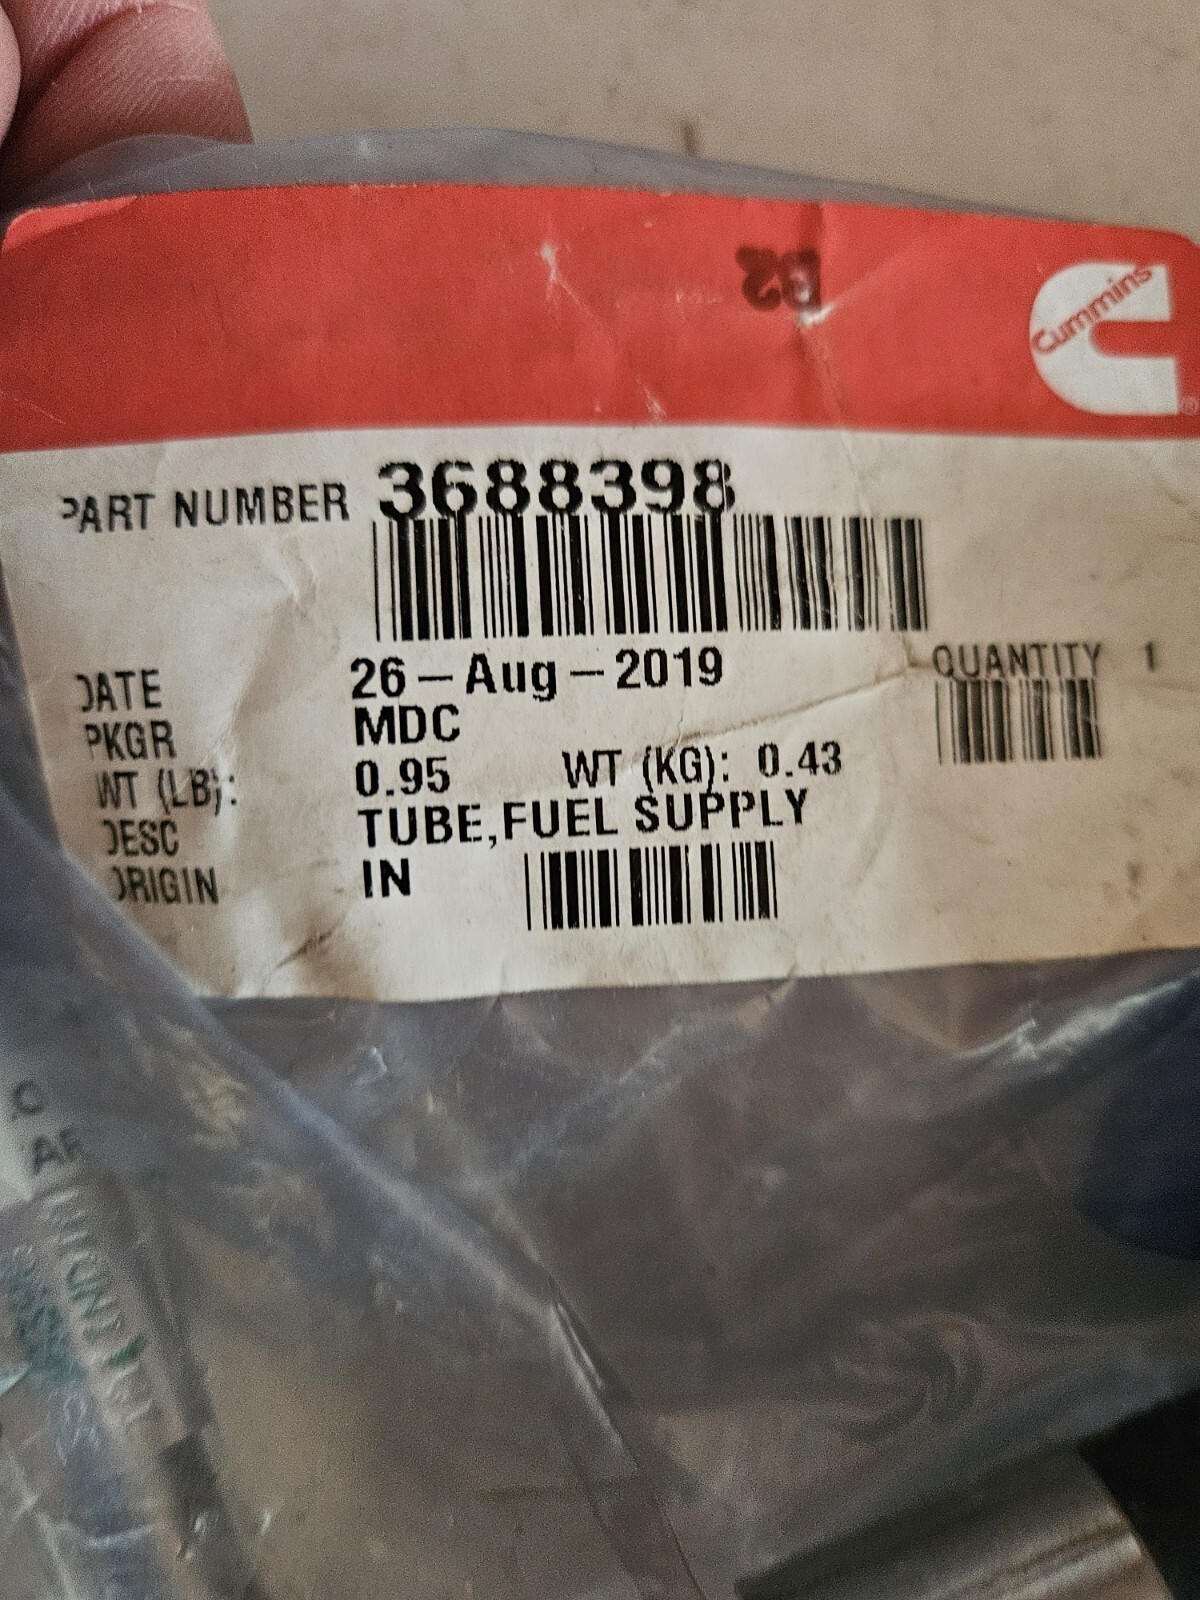 B2
Cummins
®
PART NUMBER 3688398
DATE 26-Aug-2019 QUANTITY 1
PKGR MDC
WT (LB): 0.95 WT (KG): 0.43
DESC TUBE,FUEL SUPPLY
ORIGIN IN